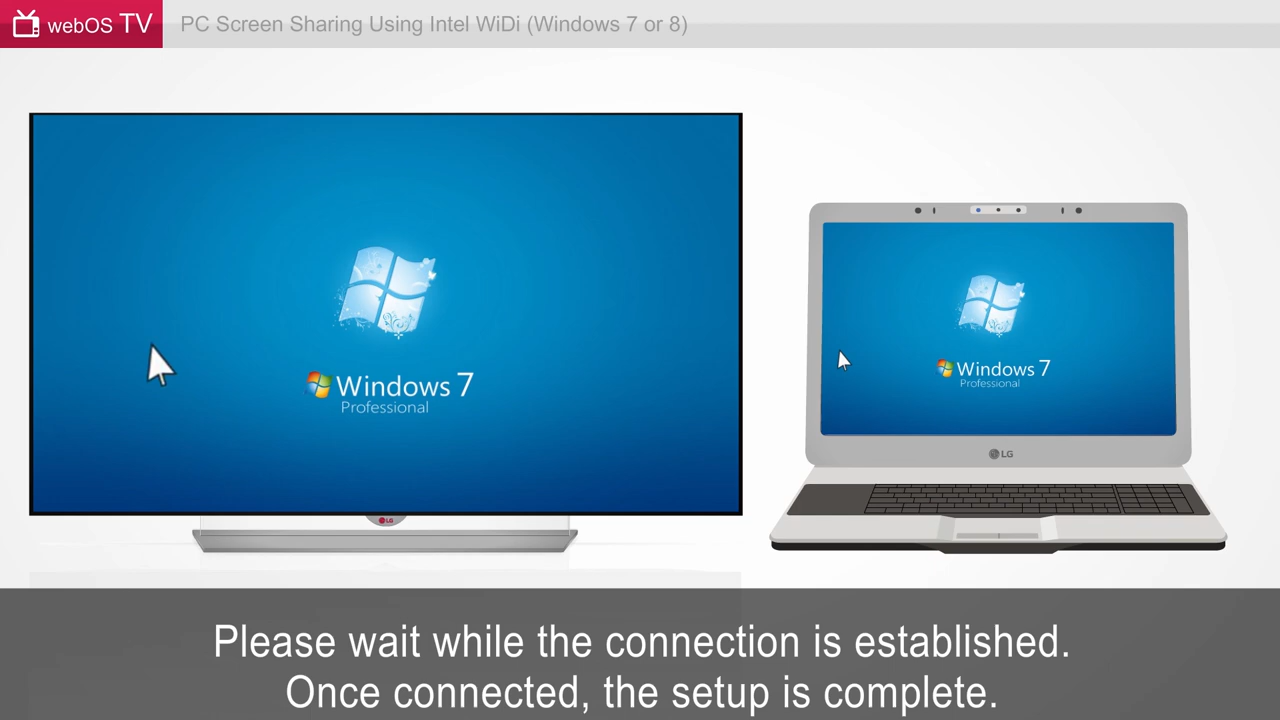 webOS TV
PC Screen Sharing Using Intel WiDi (Windows 7 or 8)
Windows 7
Professional
LG
Windows 7
Professional
LG
Please wait while the connection is established.
Once connected, the setup is complete.